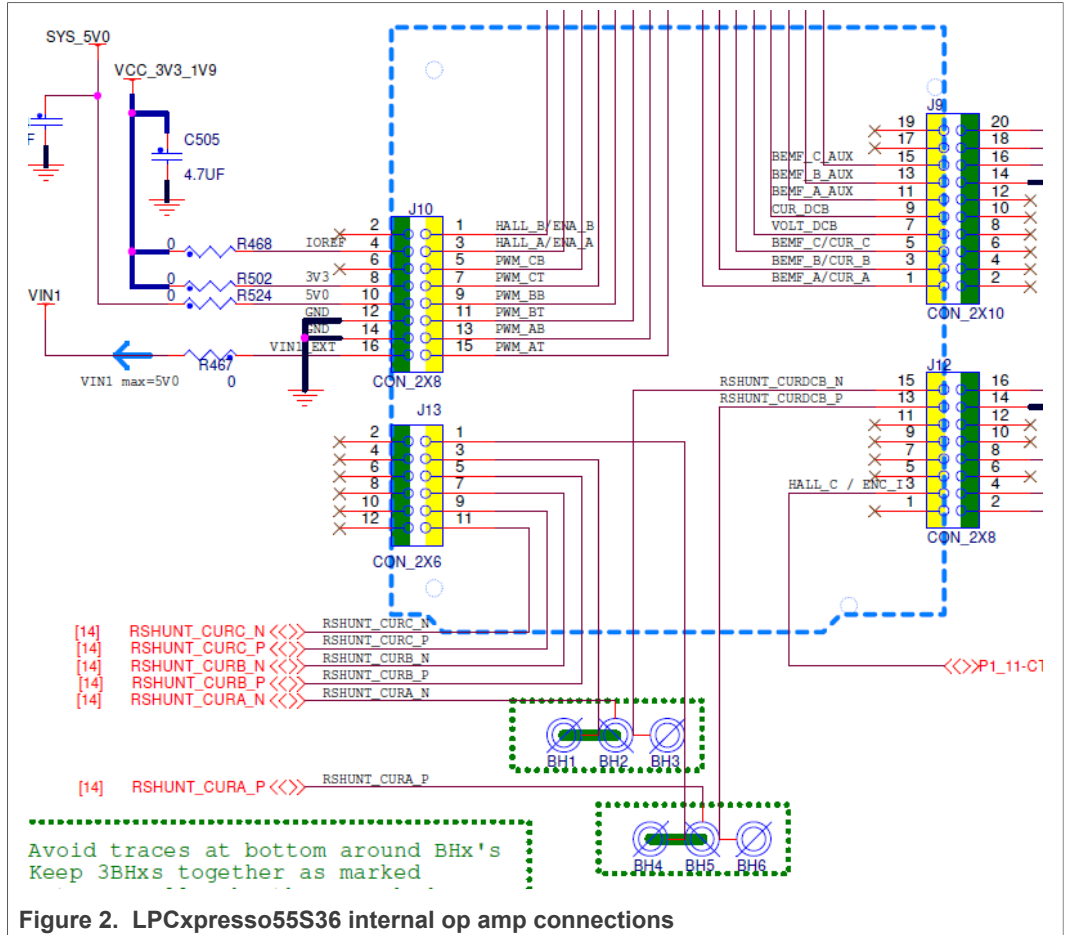 SYS_5V0
VCC_3V3_1V9
F
C505
4.7UF
J10
2 1 HALL_B/ENA_B
0 R468 IOREF 4 3 HALL_A/ENA_A
6 5 PWM_CB
0 R502 3V3 8 7 PWM_CT
0 R524 5V0 10 9 PWM_BB
GND 12 11 PWM_BT
GND 14 13 PWM_AB
VIN1_EXT 16 15 PWM_AT
VIN1
R467
0
VIN1 max=5V0
CON_2X8
J13
2 1
4 3
6 5
8 7
10 9
12 11
CON_2X6
J9
19 20
17 18
BEMF_C_AUX 15 16
BEMF_B_AUX 13 14
BEMF_A_AUX 11 12
CUR_DCB 9 10
VOLT_DCB 7 8
BEMF_C/CUR_C 5 6
BEMF_B/CUR_B 3 4
BEMF_A/CUR_A 1 2
CON_2X10
J12
RSHUNT_CURDCB_N 15 16
RSHUNT_CURDCB_P 13 14
11 12
9 10
7 8
5 6
HALL_C / ENC_I 3 4
1 2
CON_2X8
[14] RSHUNT_CURC_N RSHUNT_CURC_N
[14] RSHUNT_CURC_P RSHUNT_CURC_P
[14] RSHUNT_CURB_N RSHUNT_CURB_N
[14] RSHUNT_CURB_P RSHUNT_CURB_P
[14] RSHUNT_CURA_N RSHUNT_CURA_N
P1_11-CT
BH1 BH2 BH3
[14] RSHUNT_CURA_P RSHUNT_CURA_P
BH4 BH5 BH6
Avoid traces at bottom around BHx's
Keep 3BHxs together as marked
Figure 2. LPCxpresso55S36 internal op amp connections